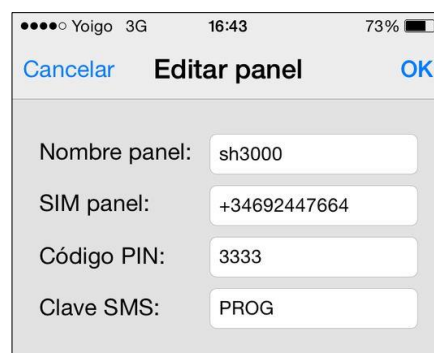 Yoigo 3G 16:43 73%
Cancelar Editar panel OK
Nombre panel: sh3000
SIM panel: +34692447664
Código PIN: 3333
Clave SMS: PROG